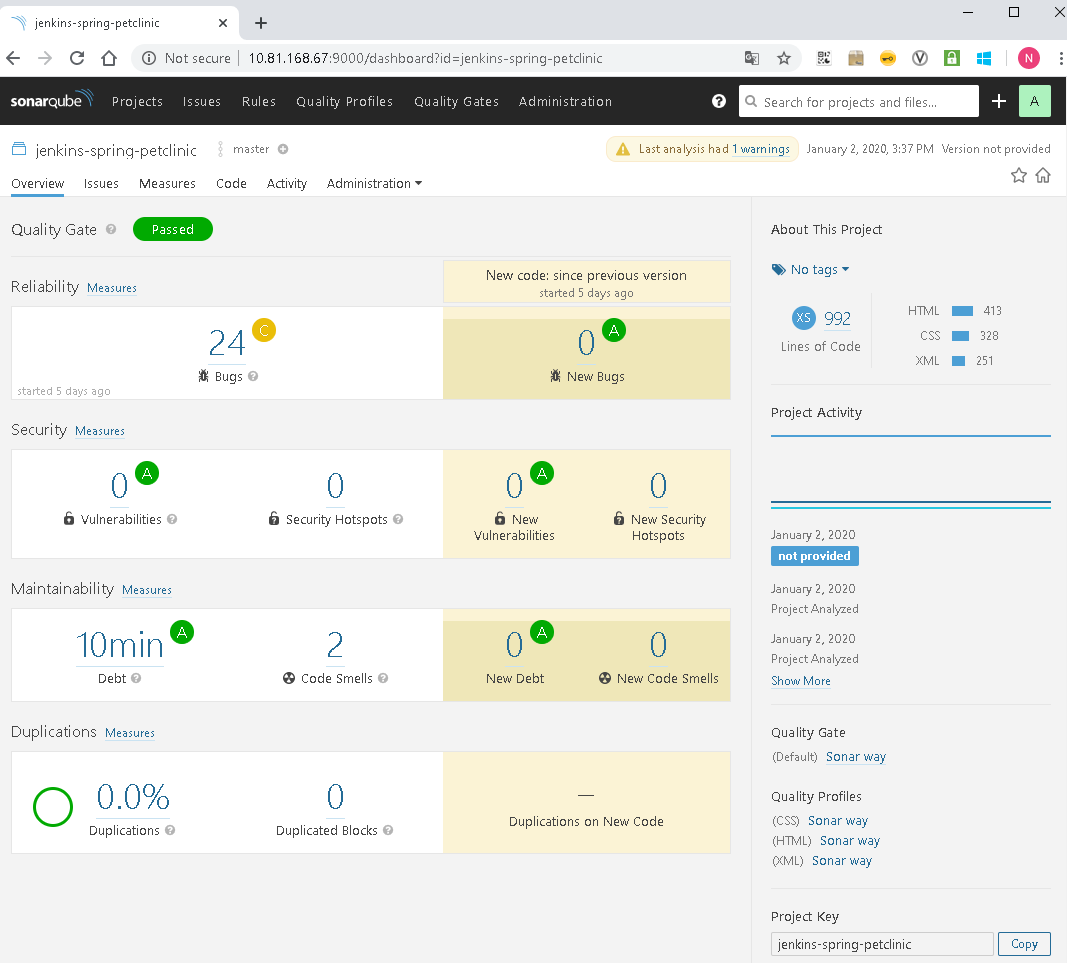 jenkins-spring-petclinic
Not secure 10.81.168.67:9000/dashboard?id=jenkins-spring-petclinic N
sonarqube Projects Issues Rules Quality Profiles Quality Gates Administration Search for projects and files... A
jenkins-spring-petclinic master Last analysis had 1 warnings January 2, 2020, 3:37 PM Version not provided
Overview Issues Measures Code Activity Administration
Quality Gate Passed
New code: since previous version
started 5 days ago
Reliability Measures
24 C
Bugs
started 5 days ago
0 A
New Bugs
Security Measures
0 A
Vulnerabilities
0
Security Hotspots
0 A
New
Vulnerabilities
0
New Security
Hotspots
Maintainability Measures
10min A
Debt
2
Code Smells
0 A
New Debt
0
New Code Smells
Duplications Measures
0.0%
Duplications
0
Duplicated Blocks
—
Duplications on New Code
About This Project
No tags
XS 992
Lines of Code
HTML 413
CSS 328
XML 251
Project Activity
January 2, 2020
not provided
January 2, 2020
Project Analyzed
January 2, 2020
Project Analyzed
Show More
Quality Gate
(Default) Sonar way
Quality Profiles
(CSS) Sonar way
(HTML) Sonar way
(XML) Sonar way
Project Key
jenkins-spring-petclinic Copy